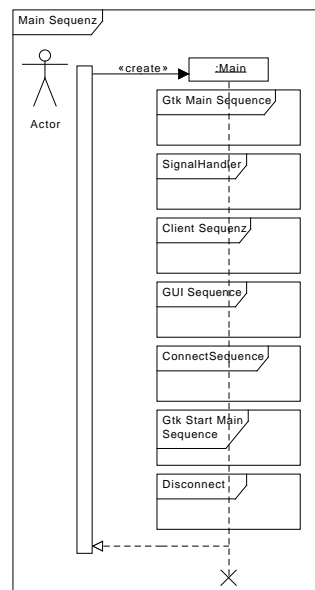 Main Sequenz
«create»
:Main
Actor
Gtk Main Sequence
SignalHandler
Client Sequenz
GUI Sequence
ConnectSequence
Gtk Start Main
Sequence
Disconnect